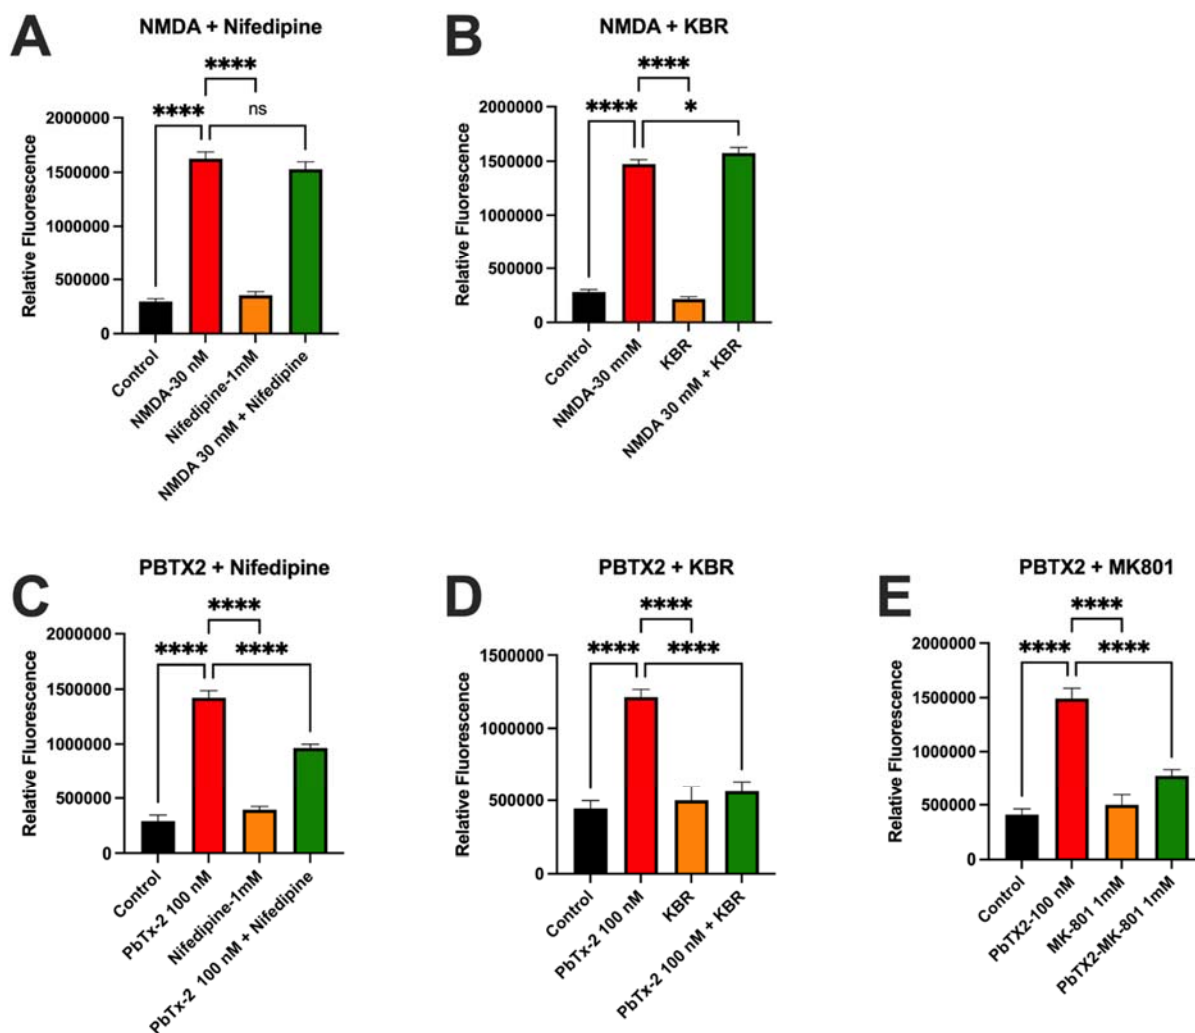 A
NMDA + Nifedipine
****
****
ns
Relative Fluorescence
2000000
1500000
1000000
500000
0
Control
NMDA-30 nM
Nifedipine-1mM
NMDA 30 mM + Nifedipine
B
NMDA + KBR
****
****
*
Relative Fluorescence
2000000
1500000
1000000
500000
0
Control
NMDA-30 mnM
KBR
NMDA 30 mM + KBR
C
PBTX2 + Nifedipine
****
****
****
Relative Fluorescence
2000000
1500000
1000000
500000
0
Control
PbTx-2 100 nM
Nifedipine-1mM
PbTx-2 100 nM + Nifedipine
D
PBTX2 + KBR
****
****
****
Relative Fluorescence
1500000
1000000
500000
0
Control
PbTx-2 100 nM
KBR
PbTx-2 100 nM + KBR
E
PBTX2 + MK801
****
****
****
Relative Fluorescence
2000000
1500000
1000000
500000
0
Control
PbTX2-100 nM
MK-801 1mM
PbTX2-MK-801 1mM